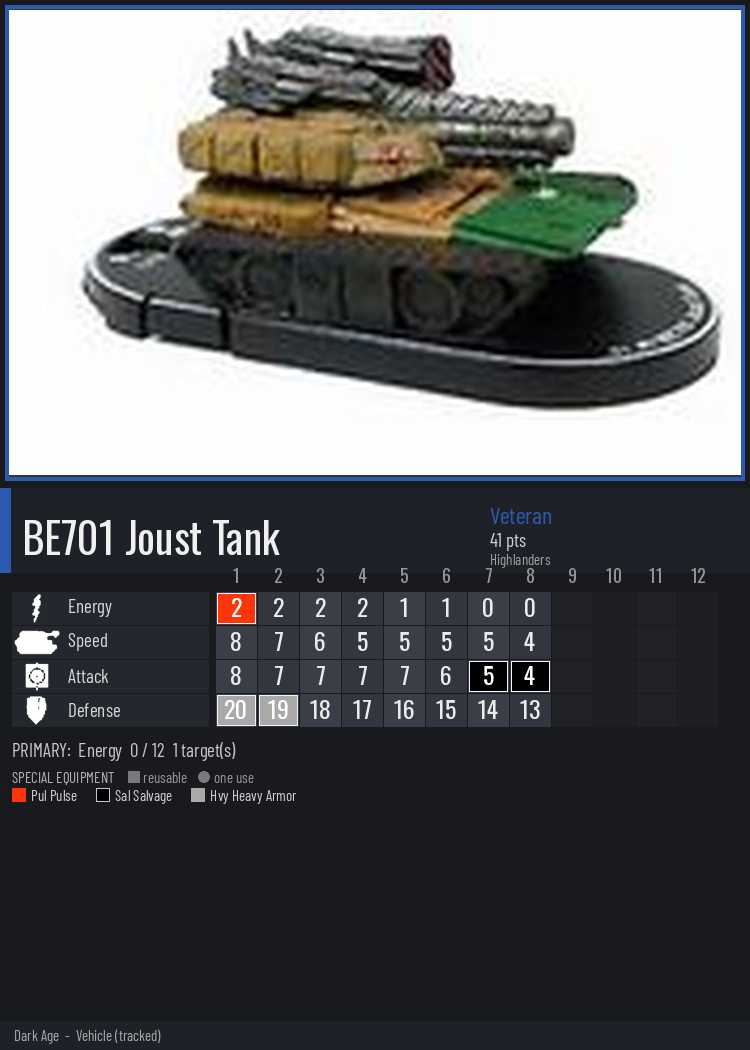 BE701 Joust Tank
Veteran
41 pts
Highlanders
1 2 3 4 5 6 7 8 9 10 11 12
Energy 2 2 2 2 1 1 0 0
Speed 8 7 6 5 5 5 5 4
Attack 8 7 7 7 7 6 5 4
Defense 20 19 18 17 16 15 14 13
PRIMARY: Energy 0 / 12 1 target(s)
SPECIAL EQUIPMENT reusable one use
Pul Pulse Sal Salvage Hvy Heavy Armor
Dark Age - Vehicle (tracked)